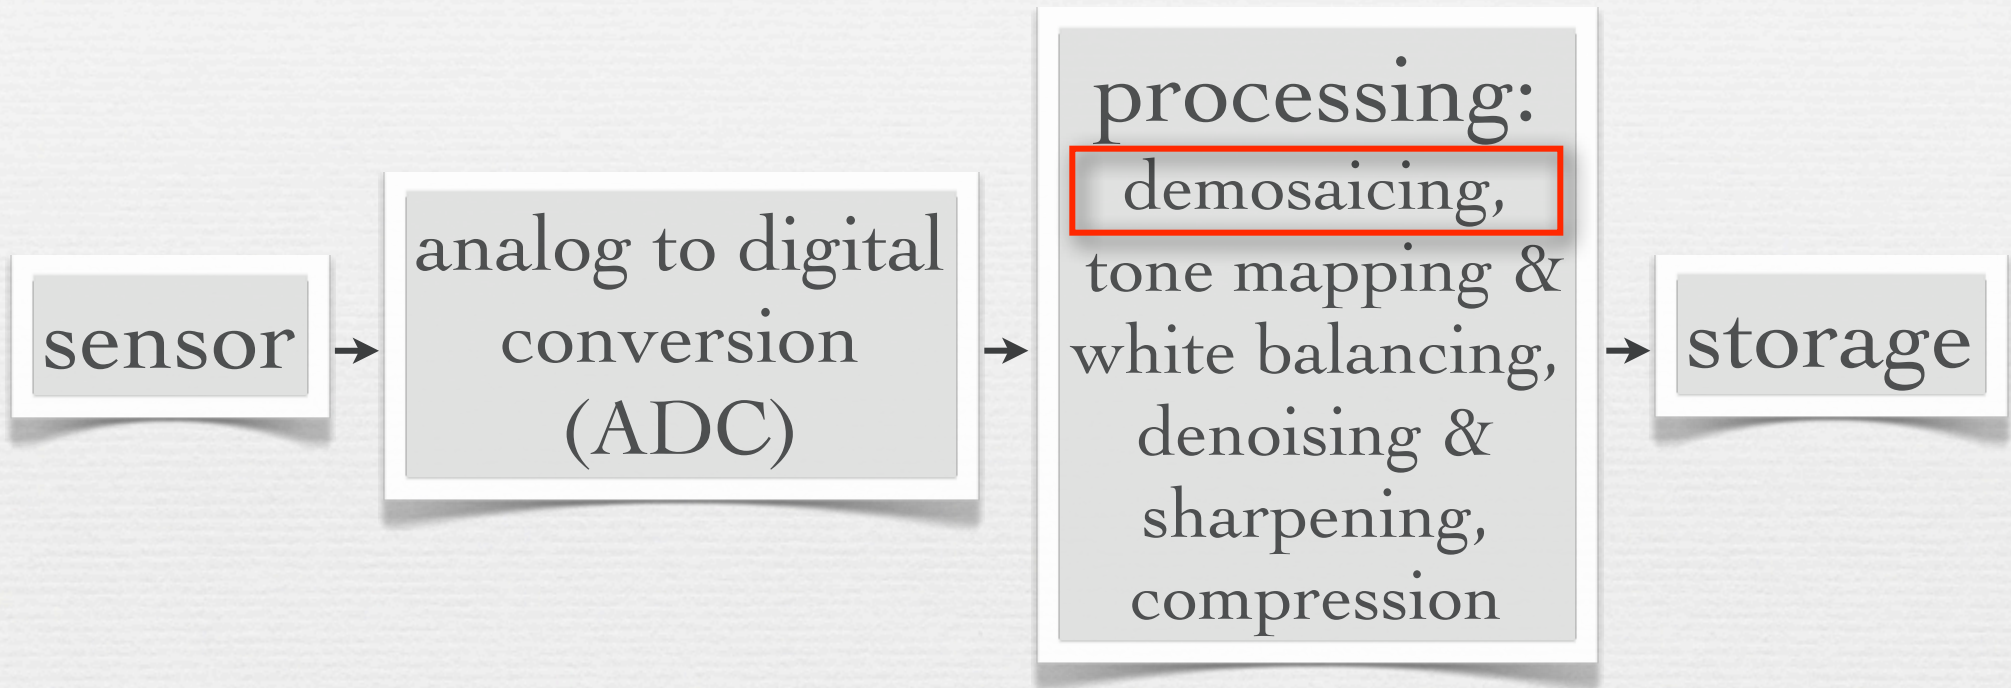 sensor
analog to digital
conversion
(ADC)
processing:
demosaicing,
tone mapping &
white balancing,
denoising &
sharpening,
compression
storage